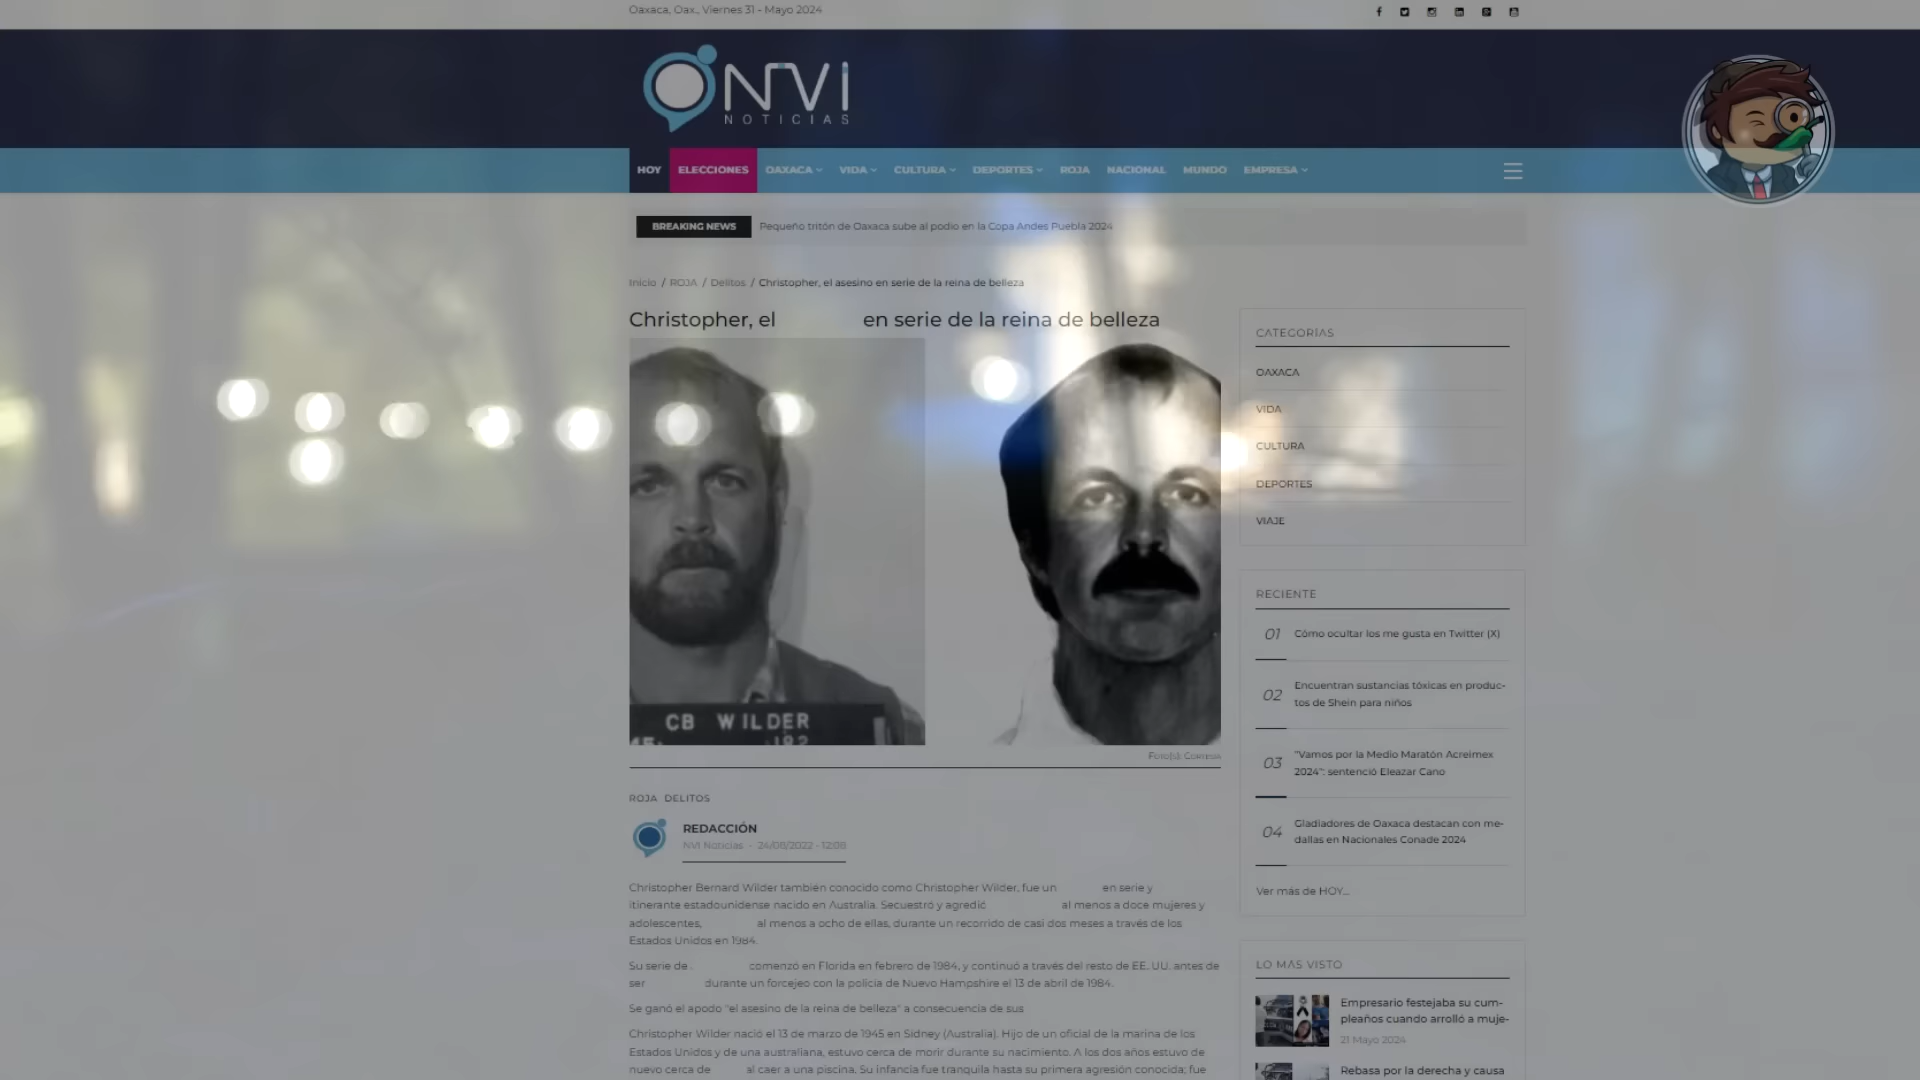 Oaxaca, Oax., Viernes 31 - Mayo 2024
NVI
NOTICIAS
HOY ELECCIONES OAXACA VIDA CULTURA DEPORTES ROJA NACIONAL MUNDO EMPRESA
BREAKING NEWS Pequeño tritón de Oaxaca sube al podio en la Copa Andes Puebla 2024
Inicio / ROJA / Delitos / Christopher, el asesino en serie de la reina de belleza
Christopher, el en serie de la reina de belleza
CB WILDER
Foto(s): Cortesía
ROJA DELITOS
REDACCIÓN
NVI Noticias - 24/08/2022 - 12:08
Christopher Bernard Wilder también conocido como Christopher Wilder, fue un en serie y
itinerante estadounidense nacido en Australia. Secuestró y agredió al menos a doce mujeres y
adolescentes, al menos a ocho de ellas, durante un recorrido de casi dos meses a través de los
Estados Unidos en 1984.
Su serie de comenzó en Florida en febrero de 1984, y continuó a través del resto de EE. UU. antes de
ser durante un forcejeo con la policía de Nuevo Hampshire el 13 de abril de 1984.
Se ganó el apodo "el asesino de la reina de belleza" a consecuencia de sus
Christopher Wilder nació el 13 de marzo de 1945 en Sídney (Australia). Hijo de un oficial de la marina de los
Estados Unidos y de una australiana, estuvo cerca de morir durante su nacimiento. A los dos años estuvo de
nuevo cerca de al caer a una piscina. Su infancia fue tranquila hasta su primera agresión conocida; fue
CATEGORÍAS
OAXACA
VIDA
CULTURA
DEPORTES
VIAJE
RECIENTE
01 Cómo ocultar los me gusta en Twitter (X)
02 Encuentran sustancias tóxicas en produc-
tos de Shein para niños
03 "Vamos por la Medio Maratón Acreimex
2024": sentenció Eleazar Cano
04 Gladiadores de Oaxaca destacan con me-
dallas en Nacionales Conade 2024
Ver más de HOY...
LO MÁS VISTO
Empresario festejaba su cum-
pleaños cuando arrolló a muje-
21 Mayo 2024
Rebasa por la derecha y causa